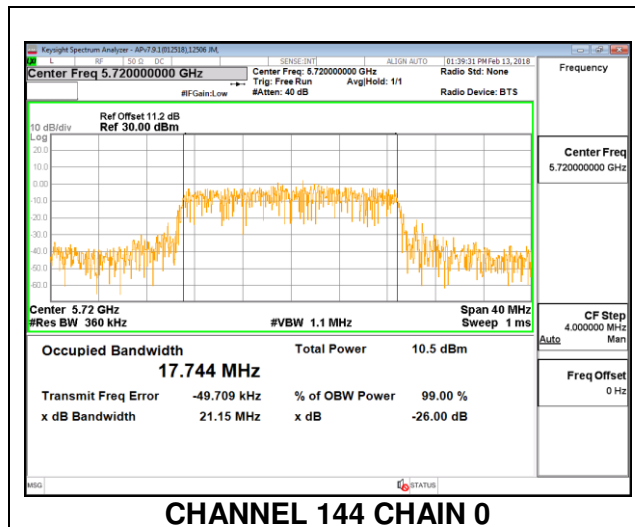 Keysight Spectrum Analyzer - APv7.9.1(012518),12506 JM,
L RF 50 Ω DC SENSE:INT ALIGN AUTO 01:39:31 PM Feb 13, 2018
Center Freq 5.720000000 GHz
Center Freq: 5.720000000 GHz
Radio Std: None
Trig: Free Run Avg|Hold: 1/1
#IFGain:Low
#Atten: 40 dB
Radio Device: BTS
Frequency
Ref Offset 11.2 dB
10 dB/div Ref 30.00 dBm
Log
20.0
10.0
0.00
-10.0
-20.0
-30.0
-40.0
-50.0
-60.0
Center Freq
5.720000000 GHz
Center 5.72 GHz
Span 40 MHz
#Res BW 360 kHz
#VBW 1.1 MHz
Sweep 1 ms
CF Step
4.000000 MHz
Auto Man
Occupied Bandwidth
Total Power 10.5 dBm
17.744 MHz
Freq Offset
0 Hz
Transmit Freq Error -49.709 kHz
% of OBW Power 99.00 %
x dB Bandwidth 21.15 MHz
x dB -26.00 dB
MSG
STATUS
CHANNEL 144 CHAIN 0